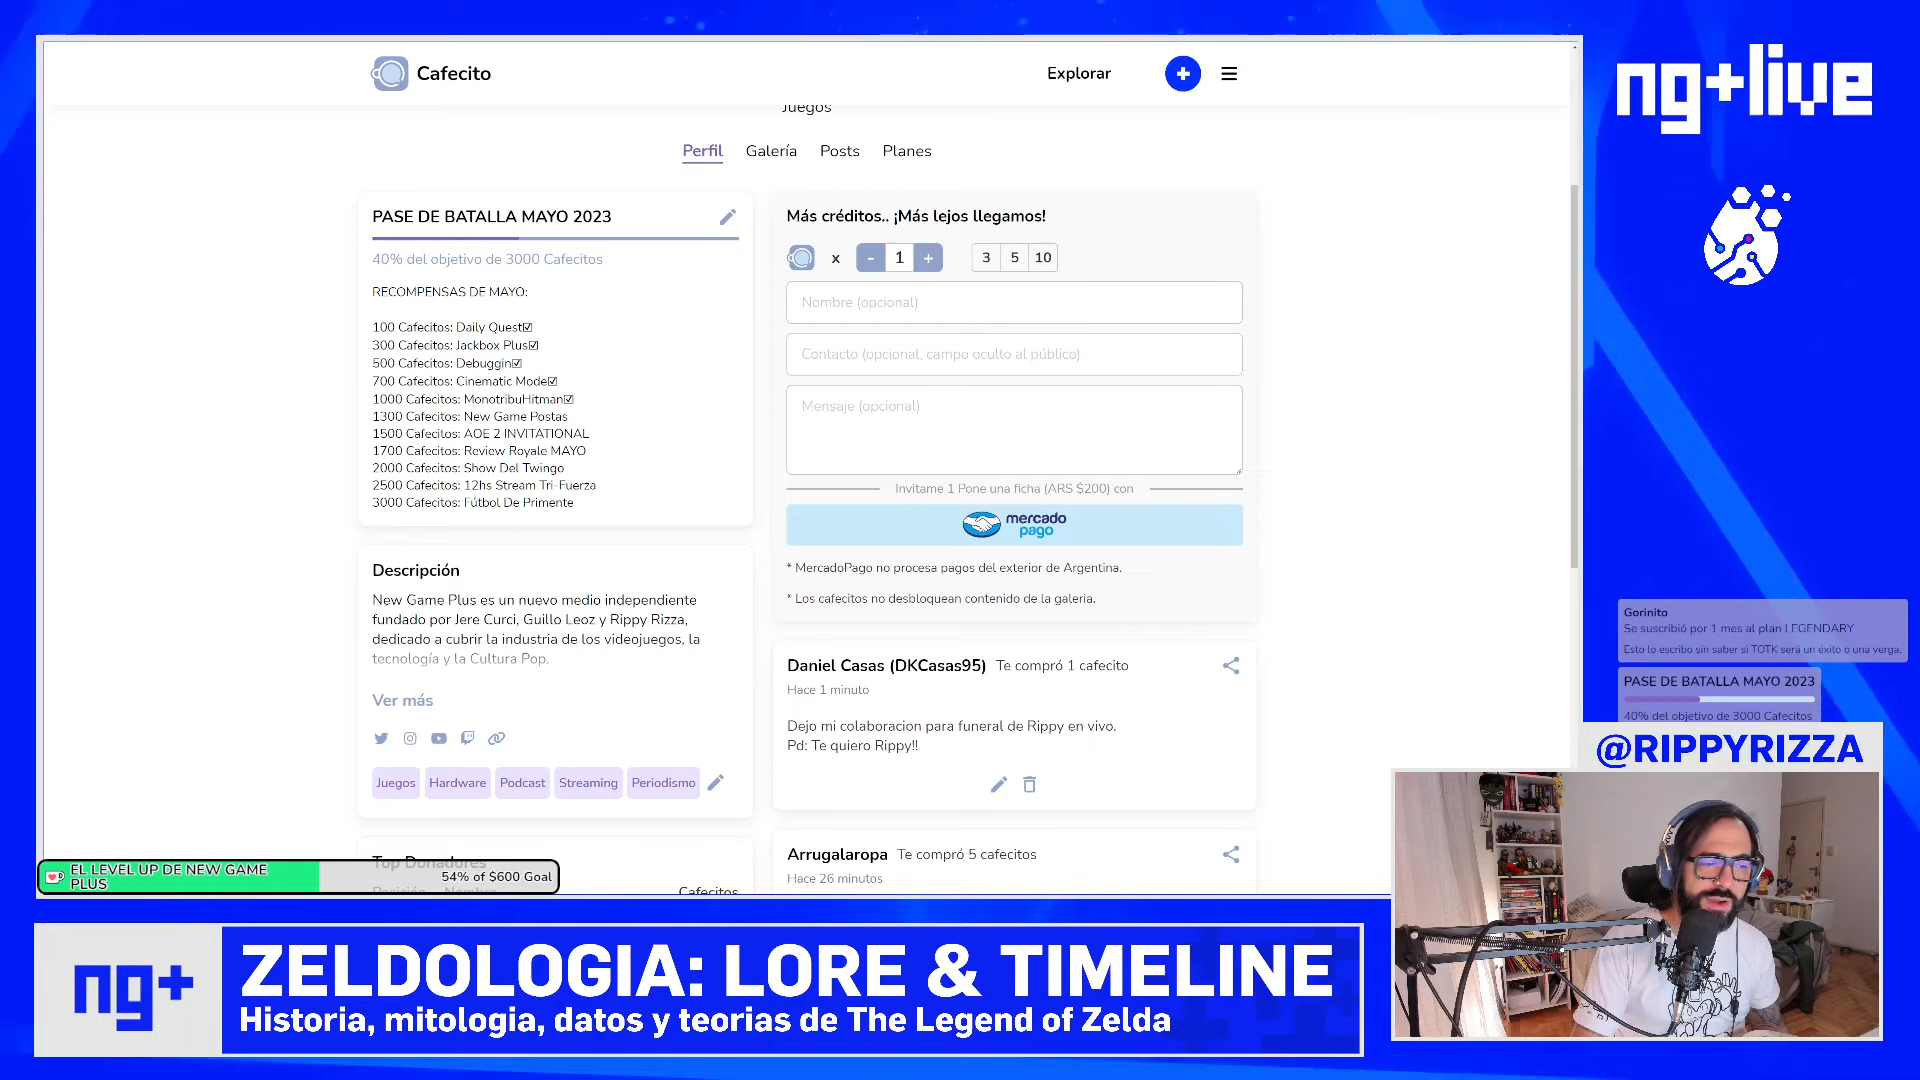 Cafecito
Explorar
Juegos
Perfil
Galería
Posts
Planes
PASE DE BATALLA MAYO 2023
40% del objetivo de 3000 Cafecitos
RECOMPENSAS DE MAYO:
100 Cafecitos: Daily Quest☑
300 Cafecitos: Jackbox Plus☑
500 Cafecitos: Debuggin☑
700 Cafecitos: Cinematic Mode☑
1000 Cafecitos: MonotribuHitman☑
1300 Cafecitos: New Game Postas
1500 Cafecitos: AOE 2 INVITATIONAL
1700 Cafecitos: Review Royale MAYO
2000 Cafecitos: Show Del Twingo
2500 Cafecitos: 12hs Stream Tri-Fuerza
3000 Cafecitos: Fútbol De Primente
Descripción
New Game Plus es un nuevo medio independiente
fundado por Jere Curci, Guillo Leoz y Rippy Rizza,
dedicado a cubrir la industria de los videojuegos, la
tecnología y la Cultura Pop.
Ver más
Juegos
Hardware
Podcast
Streaming
Periodismo
Top Donadores
Posición Nombre
Cafecitos
Más créditos.. ¡Más lejos llegamos!
x - 1 + 3 5 10
Nombre (opcional)
Contacto (opcional, campo oculto al público)
Mensaje (opcional)
Invitame 1 Pone una ficha (ARS $200) con
mercado
pago
* MercadoPago no procesa pagos del exterior de Argentina.
* Los cafecitos no desbloquean contenido de la galeria.
Daniel Casas (DKCasas95) Te compró 1 cafecito
Hace 1 minuto
Dejo mi colaboracion para funeral de Rippy en vivo.
Pd: Te quiero Rippy!!
Arrugalaropa Te compró 5 cafecitos
Hace 26 minutos
EL LEVEL UP DE NEW GAME
PLUS
54% of $600 Goal
ng+live
Gorinito
Se suscribió por 1 mes al plan LEGENDARY
Esto lo escribo sin saber si TOTK será un éxito o una verga.
PASE DE BATALLA MAYO 2023
40% del objetivo de 3000 Cafecitos
@RIPPYRIZZA
ng+
ZELDOLOGIA: LORE & TIMELINE
Historia, mitologia, datos y teorias de The Legend of Zelda